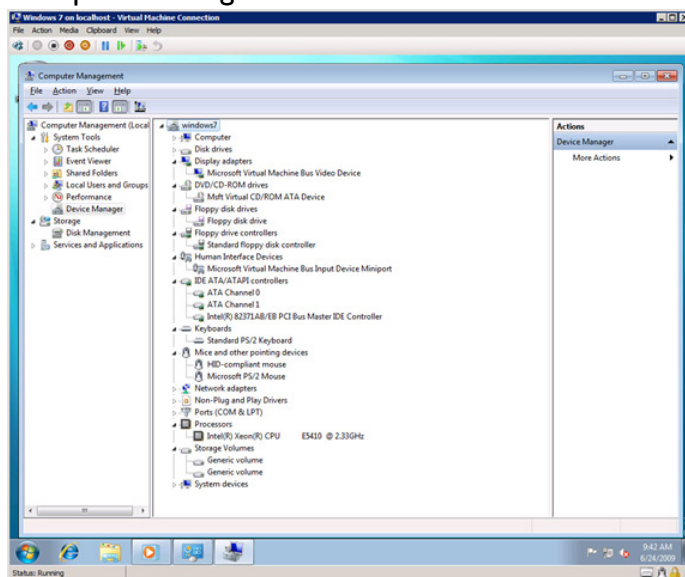 Windows 7 on localhost - Virtual Machine Connection
File Action Media Clipboard View Help
Computer Management
File Action View Help
Computer Management (Local
System Tools
Task Scheduler
Event Viewer
Shared Folders
Local Users and Groups
Performance
Device Manager
Storage
Disk Management
Services and Applications
windows7
Computer
Disk drives
Display adapters
Microsoft Virtual Machine Bus Video Device
DVD/CD-ROM drives
Msft Virtual CD/ROM ATA Device
Floppy disk drives
Floppy disk drive
Floppy drive controllers
Standard floppy disk controller
Human Interface Devices
Microsoft Virtual Machine Bus Input Device Miniport
IDE ATA/ATAPI controllers
ATA Channel 0
ATA Channel 1
Intel(R) 82371AB/EB PCI Bus Master IDE Controller
Keyboards
Standard PS/2 Keyboard
Mice and other pointing devices
HID-compliant mouse
Microsoft PS/2 Mouse
Network adapters
Non-Plug and Play Drivers
Ports (COM & LPT)
Processors
Intel(R) Xeon(R) CPU E5410 @ 2.33GHz
Storage Volumes
Generic volume
Generic volume
System devices
Actions
Device Manager
More Actions
9:42 AM
6/24/2009
Status: Running